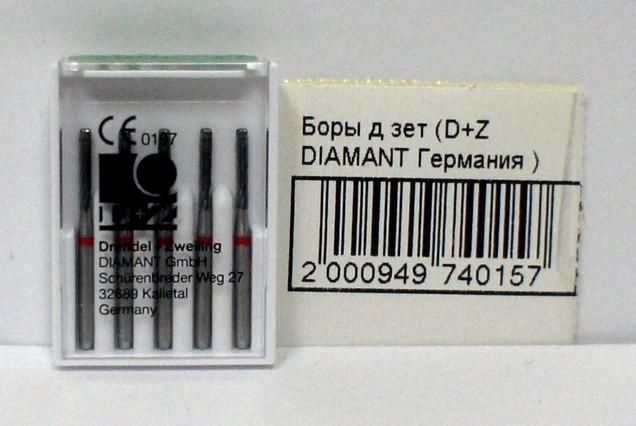 CE 0197
D+Z
Drendel + Zweiling
DIAMANT GmbH
Schürenbreder Weg 27
32689 Kalletal
Germany
Боры д зет (D+Z
DIAMANT Германия )
2 000949 740157